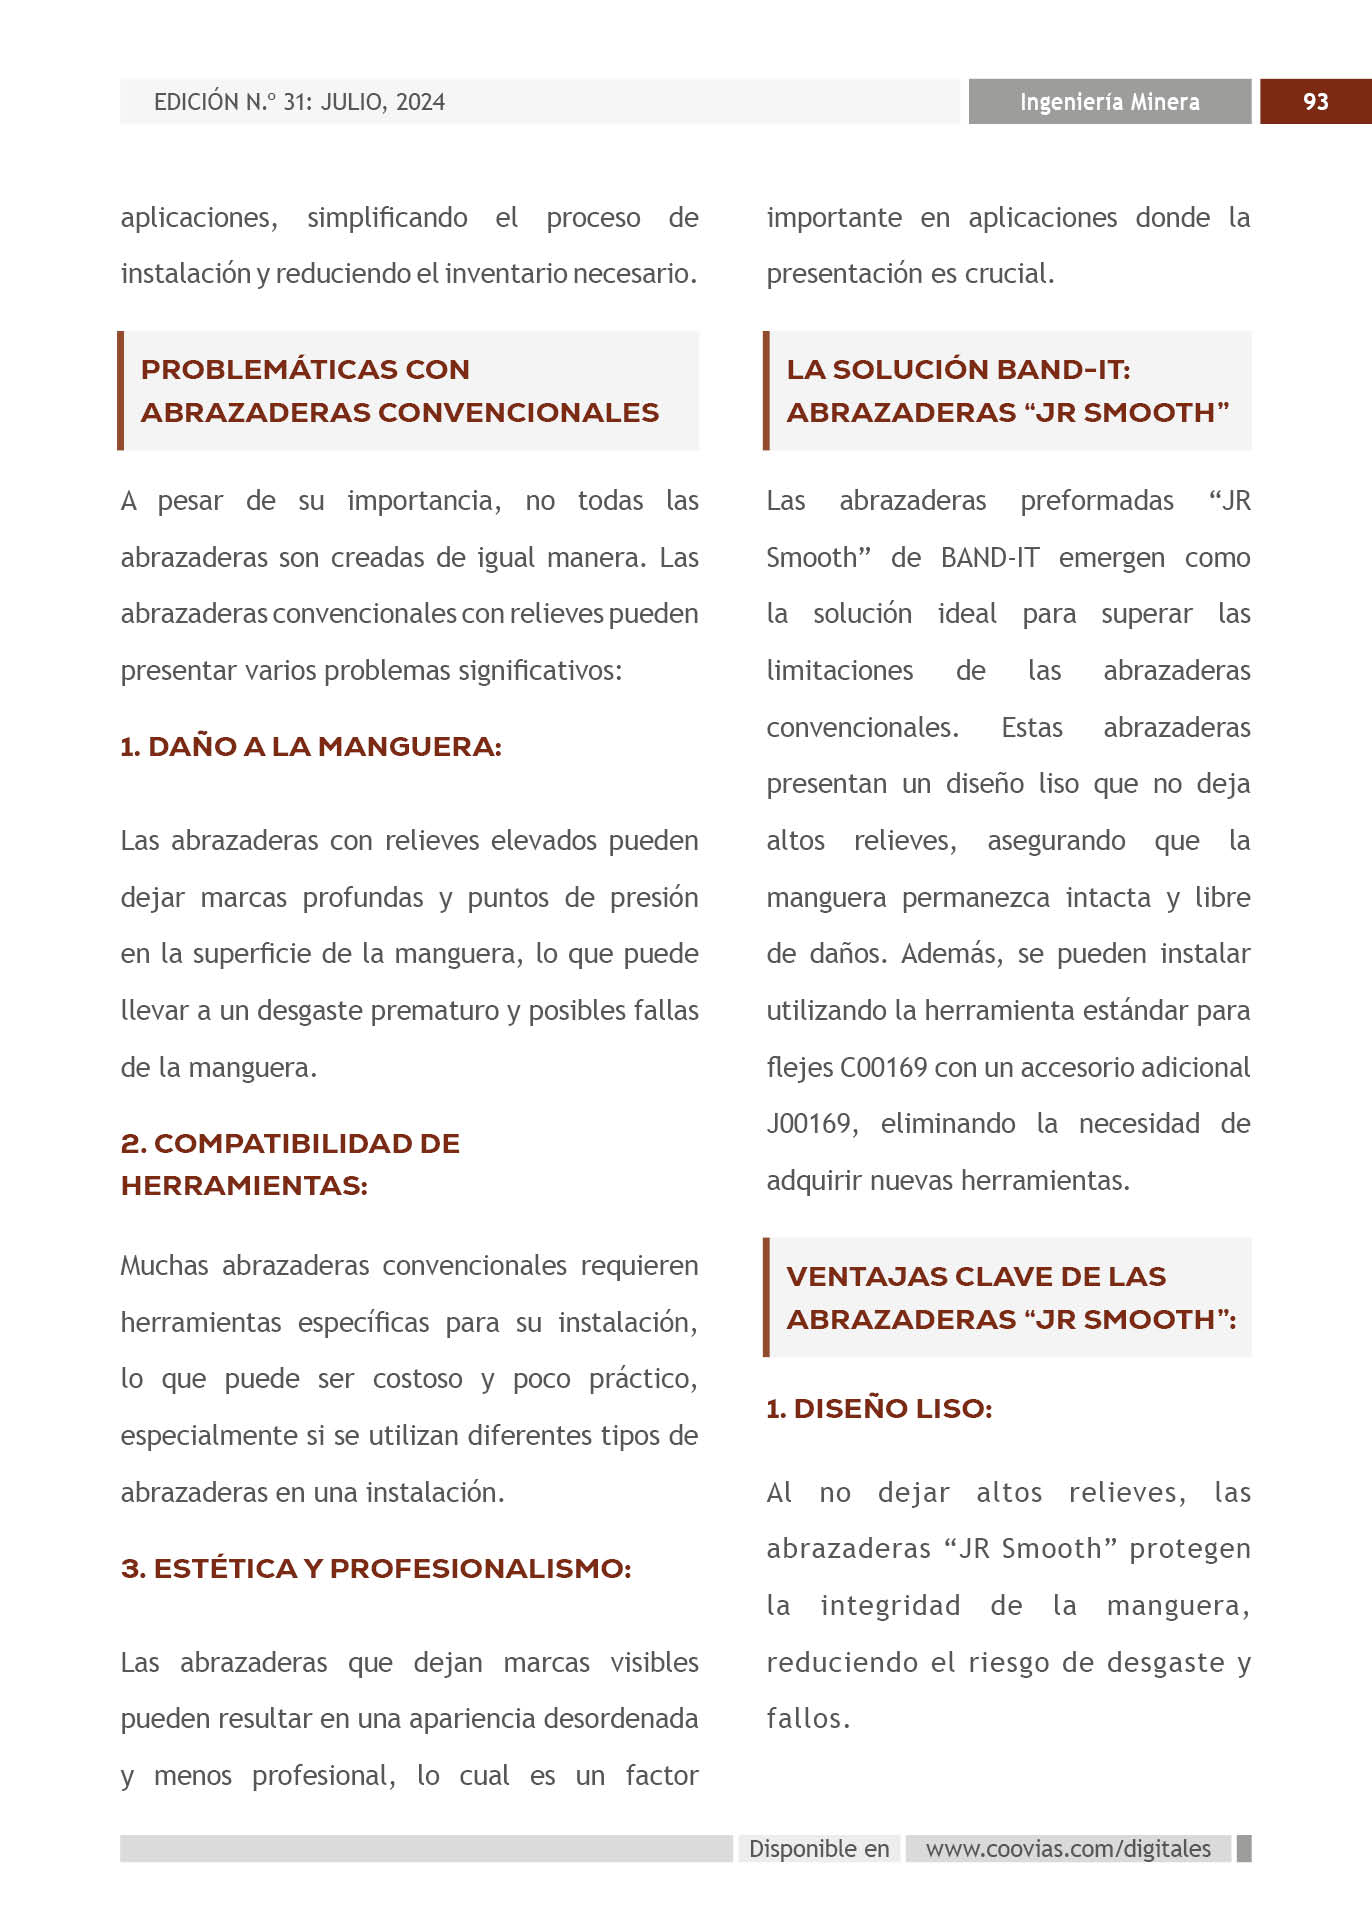 EDICIÓN N.º 31: JULIO, 2024
Ingeniería Minera
93
aplicaciones, simplificando el proceso de
instalación y reduciendo el inventario necesario.
PROBLEMÁTICAS CON
ABRAZADERAS CONVENCIONALES
A pesar de su importancia, no todas las
abrazaderas son creadas de igual manera. Las
abrazaderas convencionales con relieves pueden
presentar varios problemas significativos:
1. DAÑO A LA MANGUERA:
Las abrazaderas con relieves elevados pueden
dejar marcas profundas y puntos de presión
en la superficie de la manguera, lo que puede
llevar a un desgaste prematuro y posibles fallas
de la manguera.
2. COMPATIBILIDAD DE
HERRAMIENTAS:
Muchas abrazaderas convencionales requieren
herramientas específicas para su instalación,
lo que puede ser costoso y poco práctico,
especialmente si se utilizan diferentes tipos de
abrazaderas en una instalación.
3. ESTÉTICA Y PROFESIONALISMO:
Las abrazaderas que dejan marcas visibles
pueden resultar en una apariencia desordenada
y menos profesional, lo cual es un factor
importante en aplicaciones donde la
presentación es crucial.
LA SOLUCIÓN BAND-IT:
ABRAZADERAS “JR SMOOTH”
Las abrazaderas preformadas “JR
Smooth” de BAND-IT emergen como
la solución ideal para superar las
limitaciones de las abrazaderas
convencionales. Estas abrazaderas
presentan un diseño liso que no deja
altos relieves, asegurando que la
manguera permanezca intacta y libre
de daños. Además, se pueden instalar
utilizando la herramienta estándar para
flejes C00169 con un accesorio adicional
J00169, eliminando la necesidad de
adquirir nuevas herramientas.
VENTAJAS CLAVE DE LAS
ABRAZADERAS “JR SMOOTH”:
1. DISEÑO LISO:
Al no dejar altos relieves, las
abrazaderas “JR Smooth” protegen
la integridad de la manguera,
reduciendo el riesgo de desgaste y
fallos.
Disponible en
www.coovias.com/digitales